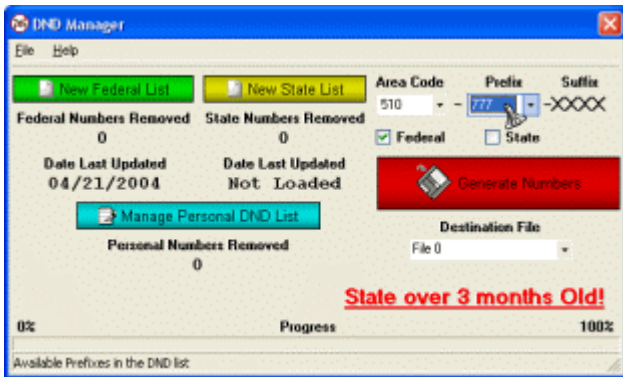 DND Manager
File Help
New Federal List
New State List
Area Code
Prefix
Suffix
510
-
777
-XXXX
Federal Numbers Removed
0
State Numbers Removed
0
Federal
State
Date Last Updated
04/21/2004
Date Last Updated
Not Loaded
Generate Numbers
Manage Personal DND List
Personal Numbers Removed
0
Destination File
File 0
State over 3 months Old!
0%
Progress
100%
Available Prefixes in the DND list